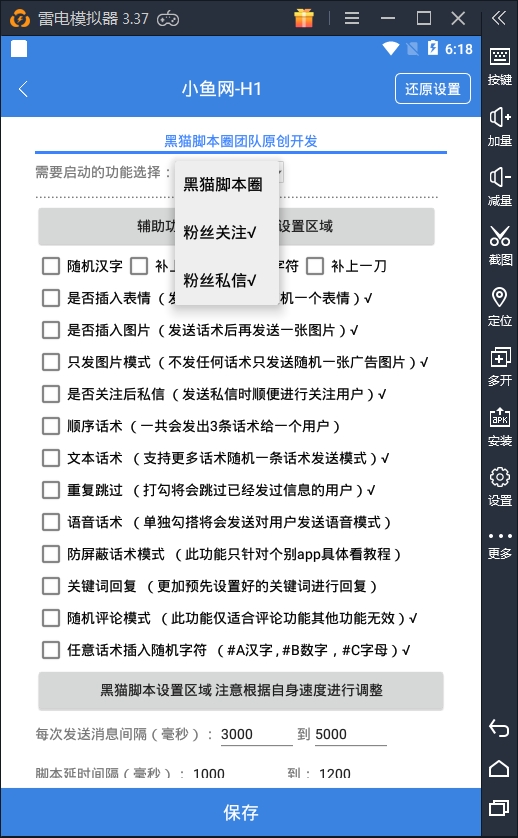 雷电模拟器 3.37
6:18
小鱼网-H1
还原设置
黑猫脚本圈团队原创开发
需要启动的功能选择：
黑猫脚本圈
粉丝关注√
粉丝私信√
辅助功
设置区域
随机汉字
补上
字符
补上一刀
是否插入表情（发
机一个表情）√
是否插入图片（发送话术后再发送一张图片）√
只发图片模式（不发任何话术只发送随机一张广告图片）√
是否关注后私信（发送私信时顺便进行关注用户）√
顺序话术（一共会发出3条话术给一个用户）
文本话术（支持更多话术随机一条话术发送模式）√
重复跳过（打勾将会跳过已经发过信息的用户）√
语音话术（单独勾搭将会发送对用户发送语音模式）
防屏蔽话术模式（此功能只针对个别app具体看教程）
关键词回复（更加预先设置好的关键词进行回复）
随机评论模式（此功能仅适合评论功能其他功能无效）√
任意话术插入随机字符（#A汉字，#B数字，#C字母）√
黑猫脚本设置区域 注意根据自身速度进行调整
每次发送消息间隔（毫秒）：3000 到 5000
脚本延时间隔（毫秒）：1000 到：1200
保存
按键
加量
减量
截图
定位
多开
APK
安装
设置
更多